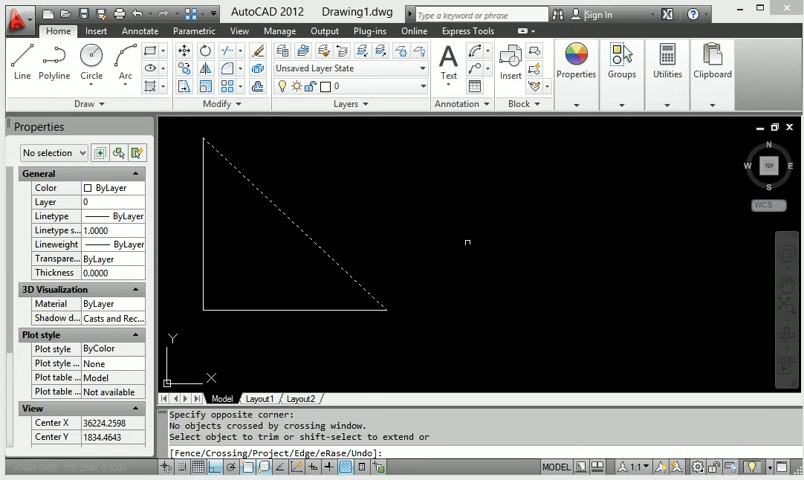 AutoCAD 2012 Drawing1.dwg
Type a keyword or phrase
Sign In
Home Insert Annotate Parametric View Manage Output Plug-ins Online Express Tools
Line Polyline Circle Arc
Unsaved Layer State
0
Text Insert Properties Groups Utilities Clipboard
Draw Modify Layers Annotation Block
Properties
No selection
General
Color ByLayer
Layer 0
Linetype ByLayer
Linetype s... 1.0000
Lineweight ByLayer
Transpare... ByLayer
Thickness 0.0000
3D Visualization
Material ByLayer
Shadow d... Casts and Rec...
Plot style
Plot style ByColor
Plot style ... None
Plot table ... Model
Plot table ... Not available
View
Center X 36224.2598
Center Y 1834.4643
N
W TOP E
S
WCS
Y
X
Model Layout1 Layout2
Specify opposite corner:
No objects crossed by crossing window.
Select object to trim or shift-select to extend or
[Fence/Crossing/Project/Edge/eRase/Undo]:
MODEL 1:1